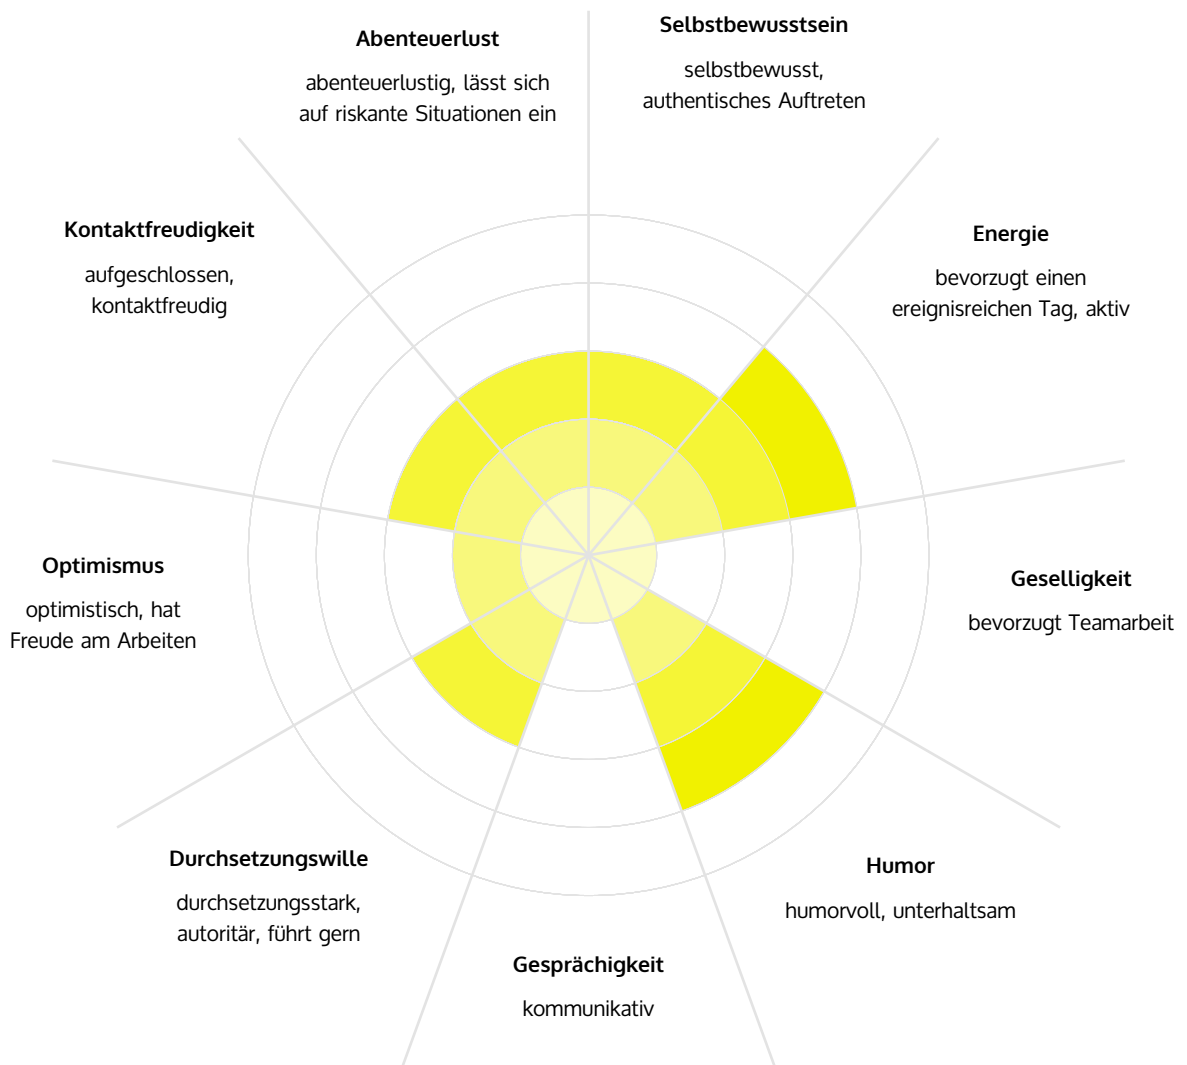 Selbstbewusstsein
selbstbewusst,
authentisches Auftreten
Energie
bevorzugt einen
ereignisreichen Tag, aktiv
Geselligkeit
bevorzugt Teamarbeit
Humor
humorvoll, unterhaltsam
Gesprächigkeit
kommunikativ
Durchsetzungswille
durchsetzungsstark,
autoritär, führt gern
Optimismus
optimistisch, hat
Freude am Arbeiten
Kontaktfreudigkeit
aufgeschlossen,
kontaktfreudig
Abenteuerlust
abenteuerlustig, lässt sich
auf riskante Situationen ein